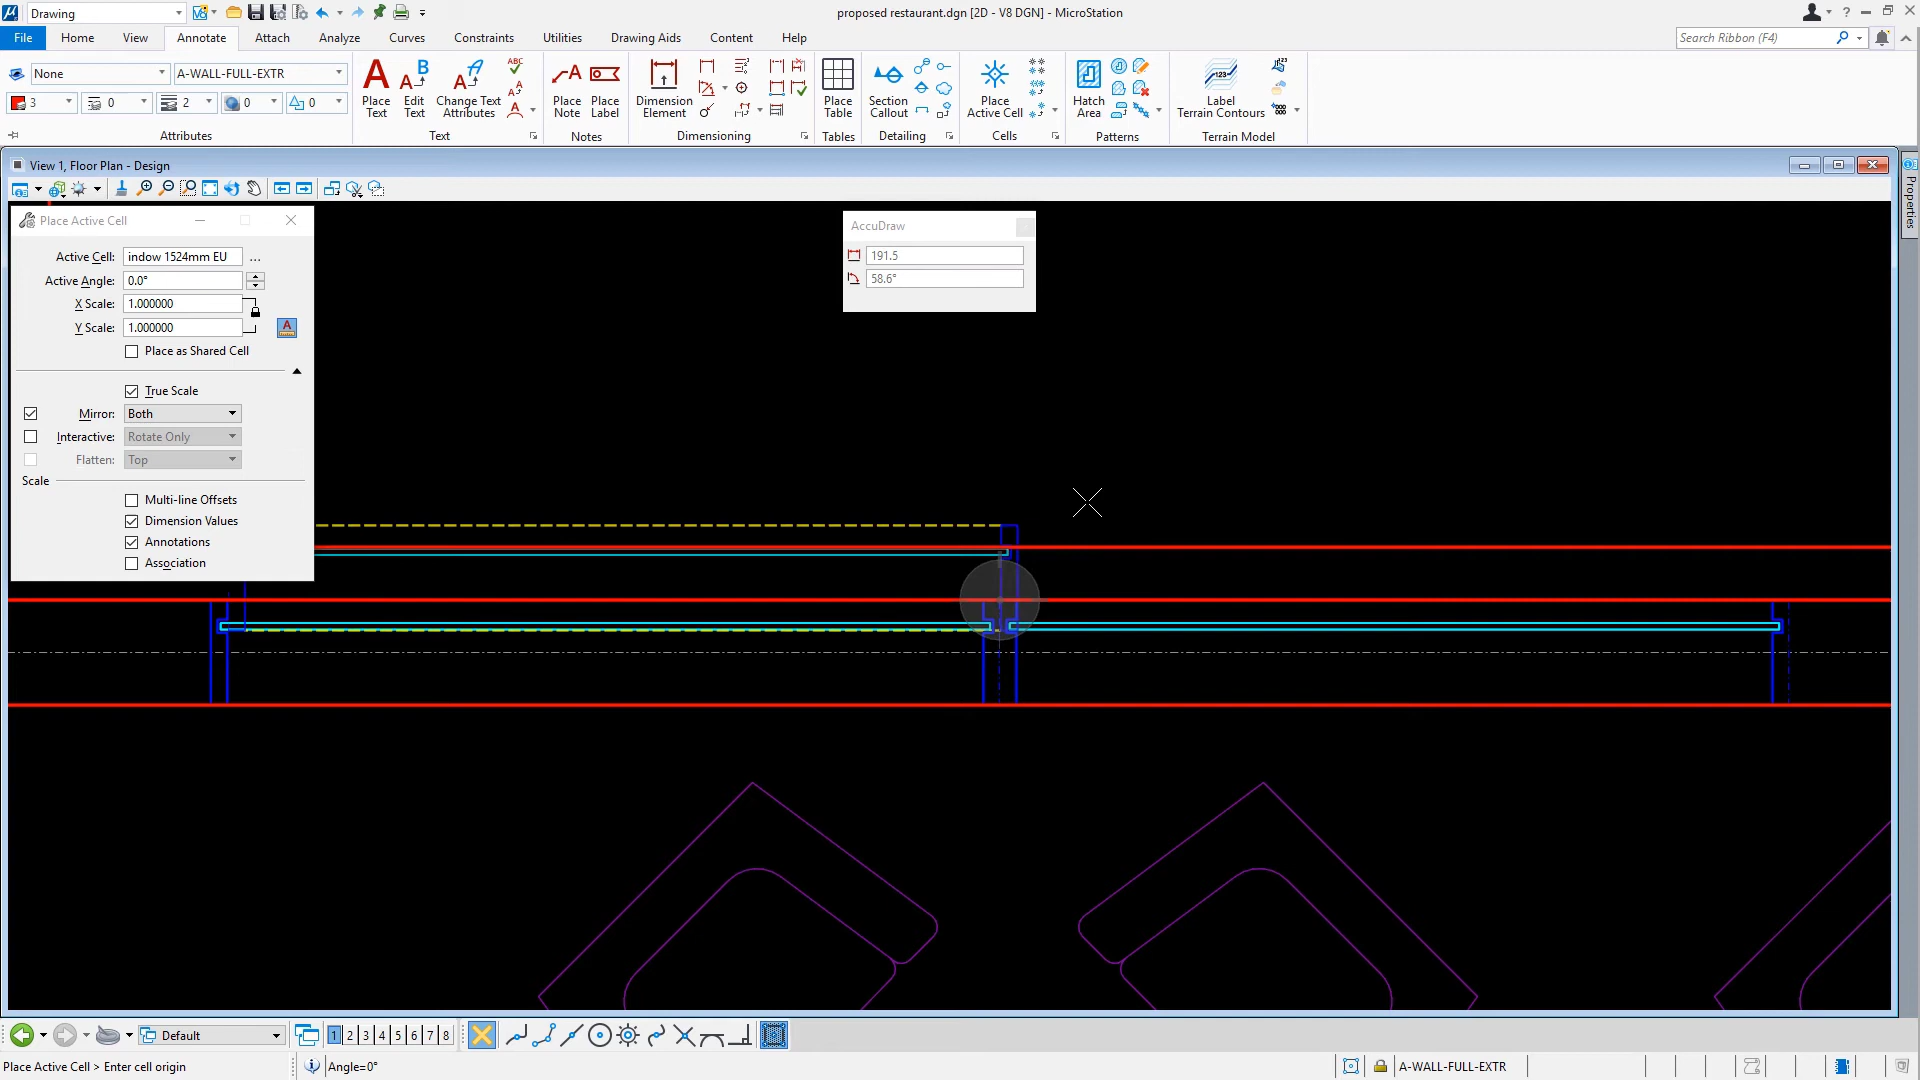 Drawing
proposed restaurant.dgn [2D - V8 DGN] - MicroStation
File Home View Annotate Attach Analyze Curves Constraints Utilities Drawing Aids Content Help
Search Ribbon (F4)
None
A-WALL-FULL-EXTR
3 0 2 0 0
Attributes
Place Text
Edit Text
Change Text Attributes
ABC
Text
Place Note
Place Label
Notes
Dimension Element
Dimensioning
Place Table
Tables
Section Callout
Detailing
Place Active Cell
Cells
Hatch Area
Patterns
Label Terrain Contours
Terrain Model
View 1, Floor Plan - Design
Properties
Place Active Cell
Active Cell: indow 1524mm EU ...
Active Angle: 0.0°
X Scale: 1.000000
Y Scale: 1.000000
Place as Shared Cell
True Scale
Mirror: Both
Interactive: Rotate Only
Flatten: Top
Scale
Multi-line Offsets
Dimension Values
Annotations
Association
AccuDraw
191.5
58.6°
Default
1 2 3 4 5 6 7 8
Place Active Cell > Enter cell origin
Angle=0°
A-WALL-FULL-EXTR